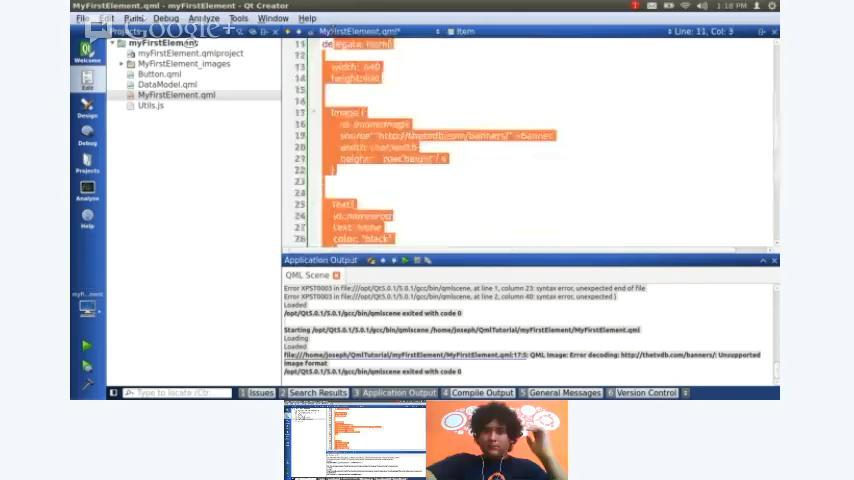 MyFirstElement.qml - myFirstElement - Qt Creator
1:18 PM
File Edit Build Debug Analyze Tools Window Help
Google+
Projects
MyFirstElement.qml*
Item
Line: 11, Col: 3
Welcome
Edit
Design
Debug
Projects
Analyze
Help
myFirstElement
myFirstElement.qmlproject
MyFirstElement_images
Button.qml
DataModel.qml
MyFirstElement.qml
Utils.js
11 delegate: Item{
12
13 width: 640
14
15
17 Image {
18
19 source: "http://thetvdb.com/banners/" +banner
20
21
22 }
23
24
25 Text{
26
27 text: name
28 color: "black"
Application Output
QML Scene
Error XPST0003 in file:///opt/Qt5.0.1/5.0.1/gcc/bin/qmlscene, at line 1, column 23: syntax error, unexpected end of file
Error XPST0003 in file:///opt/Qt5.0.1/5.0.1/gcc/bin/qmlscene, at line 2, column 40: syntax error, unexpected }
Loaded
/opt/Qt5.0.1/5.0.1/gcc/bin/qmlscene exited with code 0
Starting /opt/Qt5.0.1/5.0.1/gcc/bin/qmlscene /home/joseph/QmlTutorial/myFirstElement/MyFirstElement.qml
Loading
Loaded
file:///home/joseph/QmlTutorial/myFirstElement/MyFirstElement.qml:17:5: QML Image: Error decoding: http://thetvdb.com/banners/: Unsupported
image format
/opt/Qt5.0.1/5.0.1/gcc/bin/qmlscene exited with code 0
Type to locate (Ctrl...
1 Issues 2 Search Results 3 Application Output 4 Compile Output 5 General Messages 6 Version Control